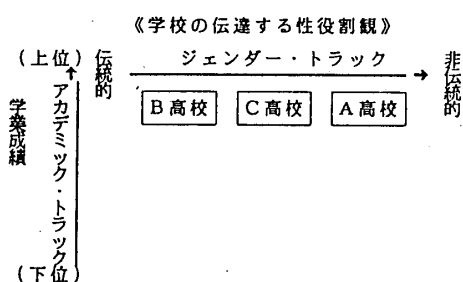 《学校の伝達する性役割観》
ジェンダー・トラック
伝統的
非伝統的
B高校
C高校
A高校
(上位)
学業成績
アカデミック・トラック
(下位)